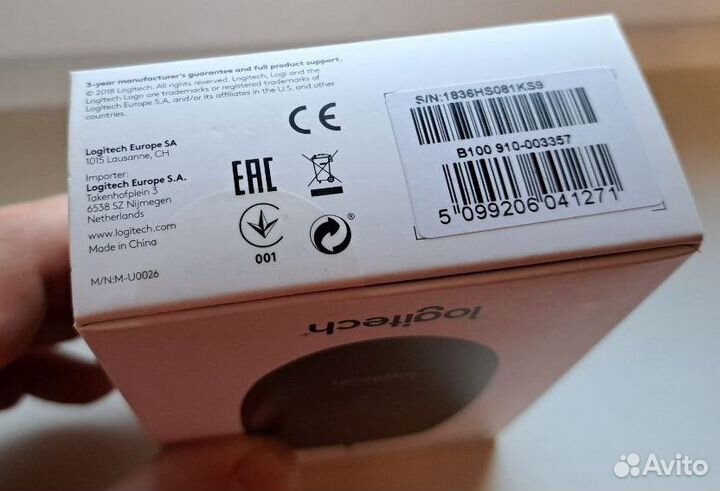 3-year manufacturer's guarantee and full product support.
© 2018 Logitech. All rights reserved. Logitech, Logi and the
Logitech Logo are trademarks or registered trademarks of
Logitech Europe S.A. and/or its affiliates in the U.S. and other
countries.
Logitech Europe SA
1015 Lausanne, CH
Importer:
Logitech Europe S.A.
Takenhofplein 3
6538 SZ Nijmegen
Netherlands
www.logitech.com
Made in China
M/N:M-U0026
CE
EAC
001
®
S/N:1836HS081KS9
B100 910-003357
5 099206 041271
logitech®
Avito